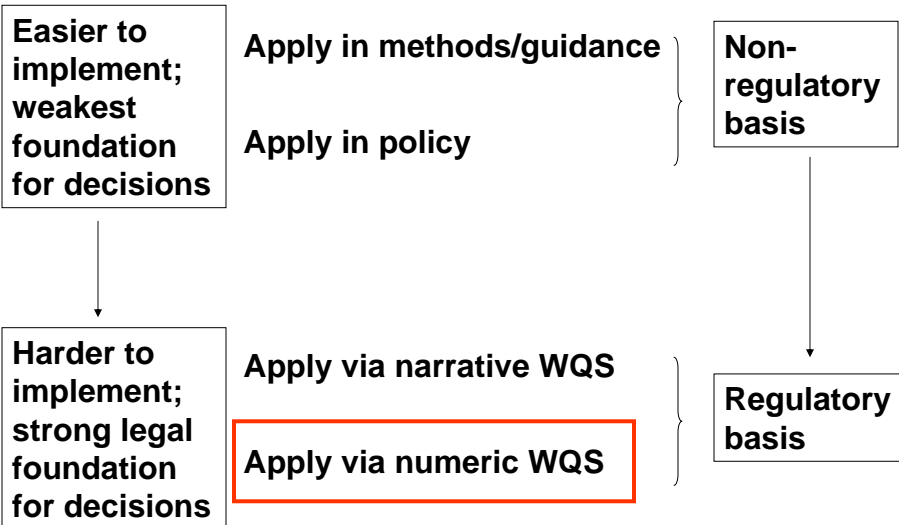 Easier to
implement;
weakest
foundation
for decisions
Apply in methods/guidance
Apply in policy
Non-
regulatory
basis
Harder to
implement;
strong legal
foundation
for decisions
Apply via narrative WQS
Apply via numeric WQS
Regulatory
basis